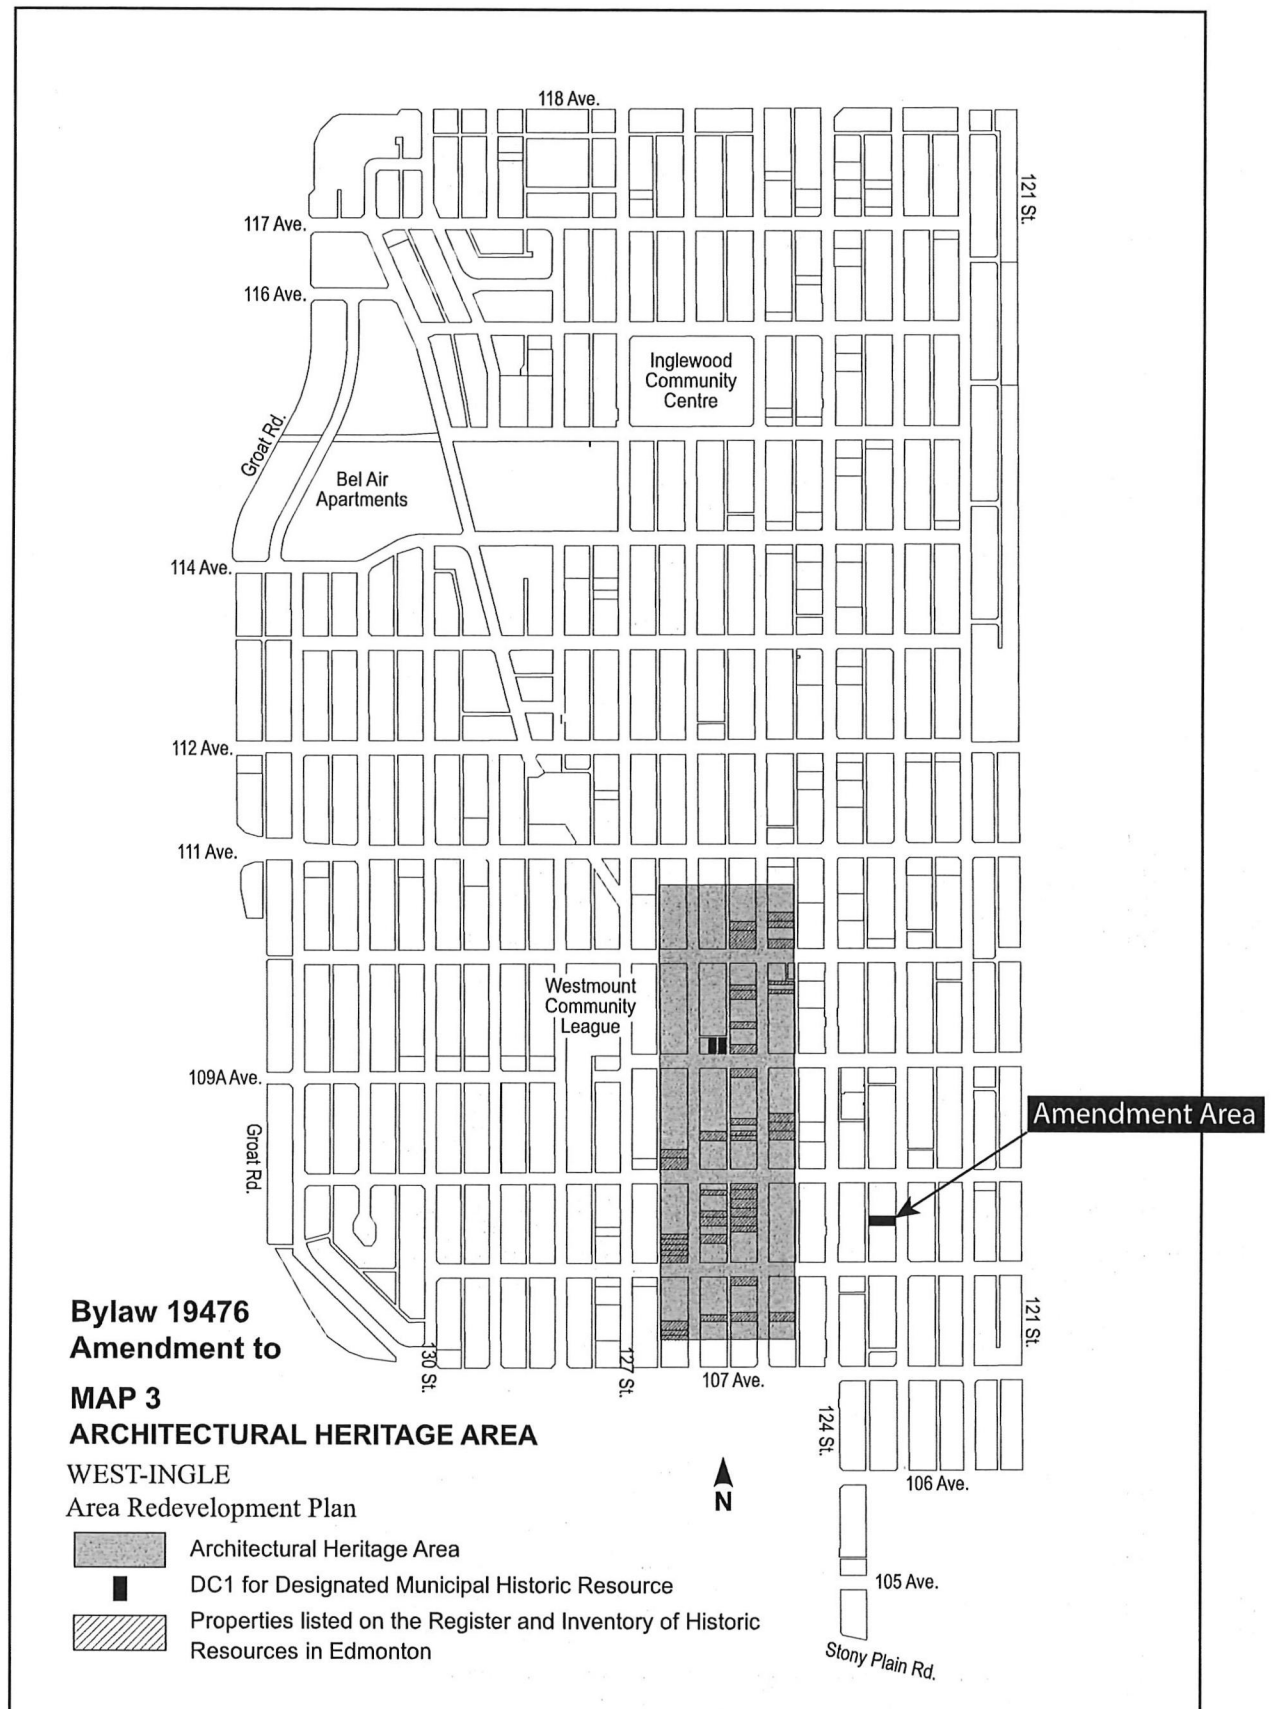 118 Ave.
121 St.
117 Ave.
116 Ave.
Inglewood
Community
Centre
Groat Rd.
Bel Air
Apartments
114 Ave.
112 Ave.
111 Ave.
Westmount
Community
League
109A Ave.
Amendment Area
Groat Rd.
Bylaw 19476
Amendment to
130 St.
127 St.
121 St.
107 Ave.
MAP 3
ARCHITECTURAL HERITAGE AREA
124 St.
WEST-INGLE
Area Redevelopment Plan
N
106 Ave.
Architectural Heritage Area
DC1 for Designated Municipal Historic Resource
105 Ave.
Properties listed on the Register and Inventory of Historic
Resources in Edmonton
Stony Plain Rd.